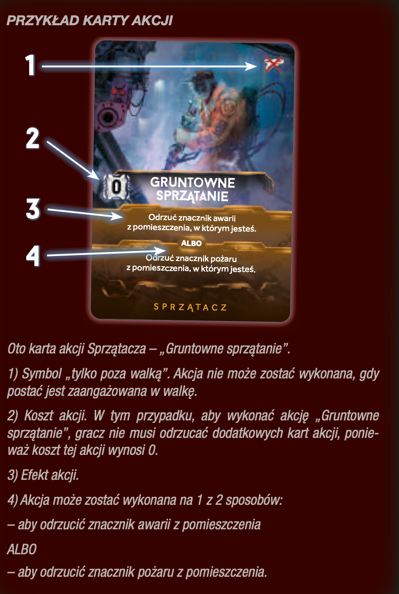 PRZYKŁAD KARTY AKCJI
1
2
3
4
0
GRUNTOWNE
SPRZĄTANIE
Odrzuć znacznik awarii
z pomieszczenia, w którym jesteś.
ALBO
Odrzuć znacznik pożaru
z pomieszczenia, w którym jesteś.
SPRZĄTACZ
Oto karta akcji Sprzątacza – „Gruntowne sprzątanie”.
1) Symbol „tylko poza walką”. Akcja nie może zostać wykonana, gdy
postać jest zaangażowana w walkę.
2) Koszt akcji. W tym przypadku, aby wykonać akcję „Gruntowne
sprzątanie”, gracz nie musi odrzucać dodatkowych kart akcji, ponie-
waż koszt tej akcji wynosi 0.
3) Efekt akcji.
4) Akcja może zostać wykonana na 1 z 2 sposobów:
– aby odrzucić znacznik awarii z pomieszczenia
ALBO
– aby odrzucić znacznik pożaru z pomieszczenia.